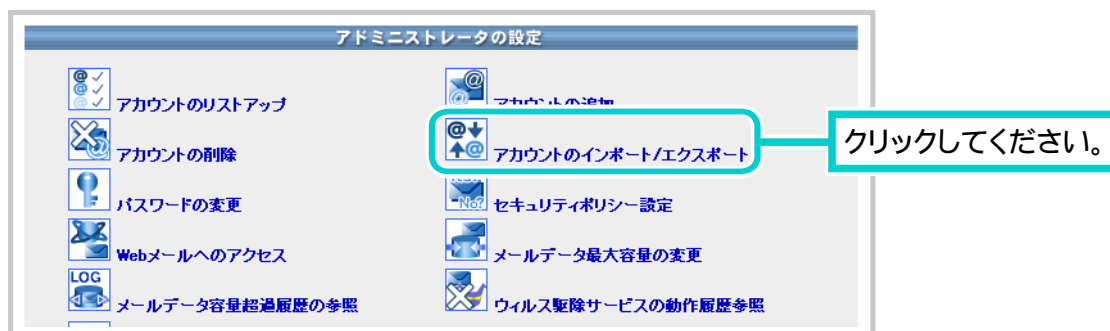 アドミニストレータの設定
アカウントのリストアップ
アカウントの追加
アカウントの削除
アカウントのインポート/エクスポート
クリックしてください。
パスワードの変更
セキュリティポリシー設定
Webメールへのアクセス
メールデータ最大容量の変更
LOG
メールデータ容量超過履歴の参照
ウィルス駆除サービスの動作履歴参照